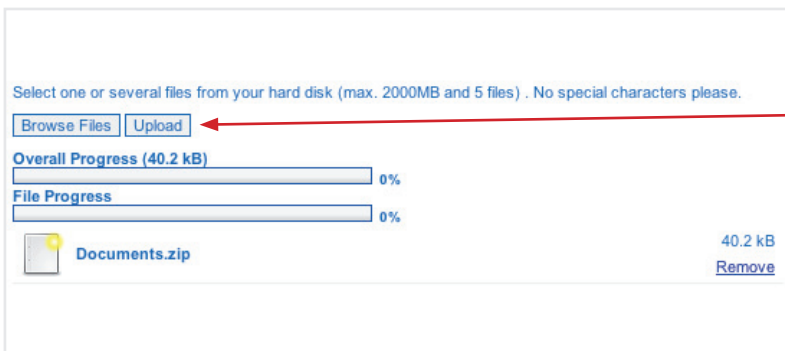 Select one or several files from your hard disk (max. 2000MB and 5 files) . No special characters please.
Browse Files Upload
Overall Progress (40.2 kB)
0%
File Progress
0%
Documents.zip 40.2 kB
Remove